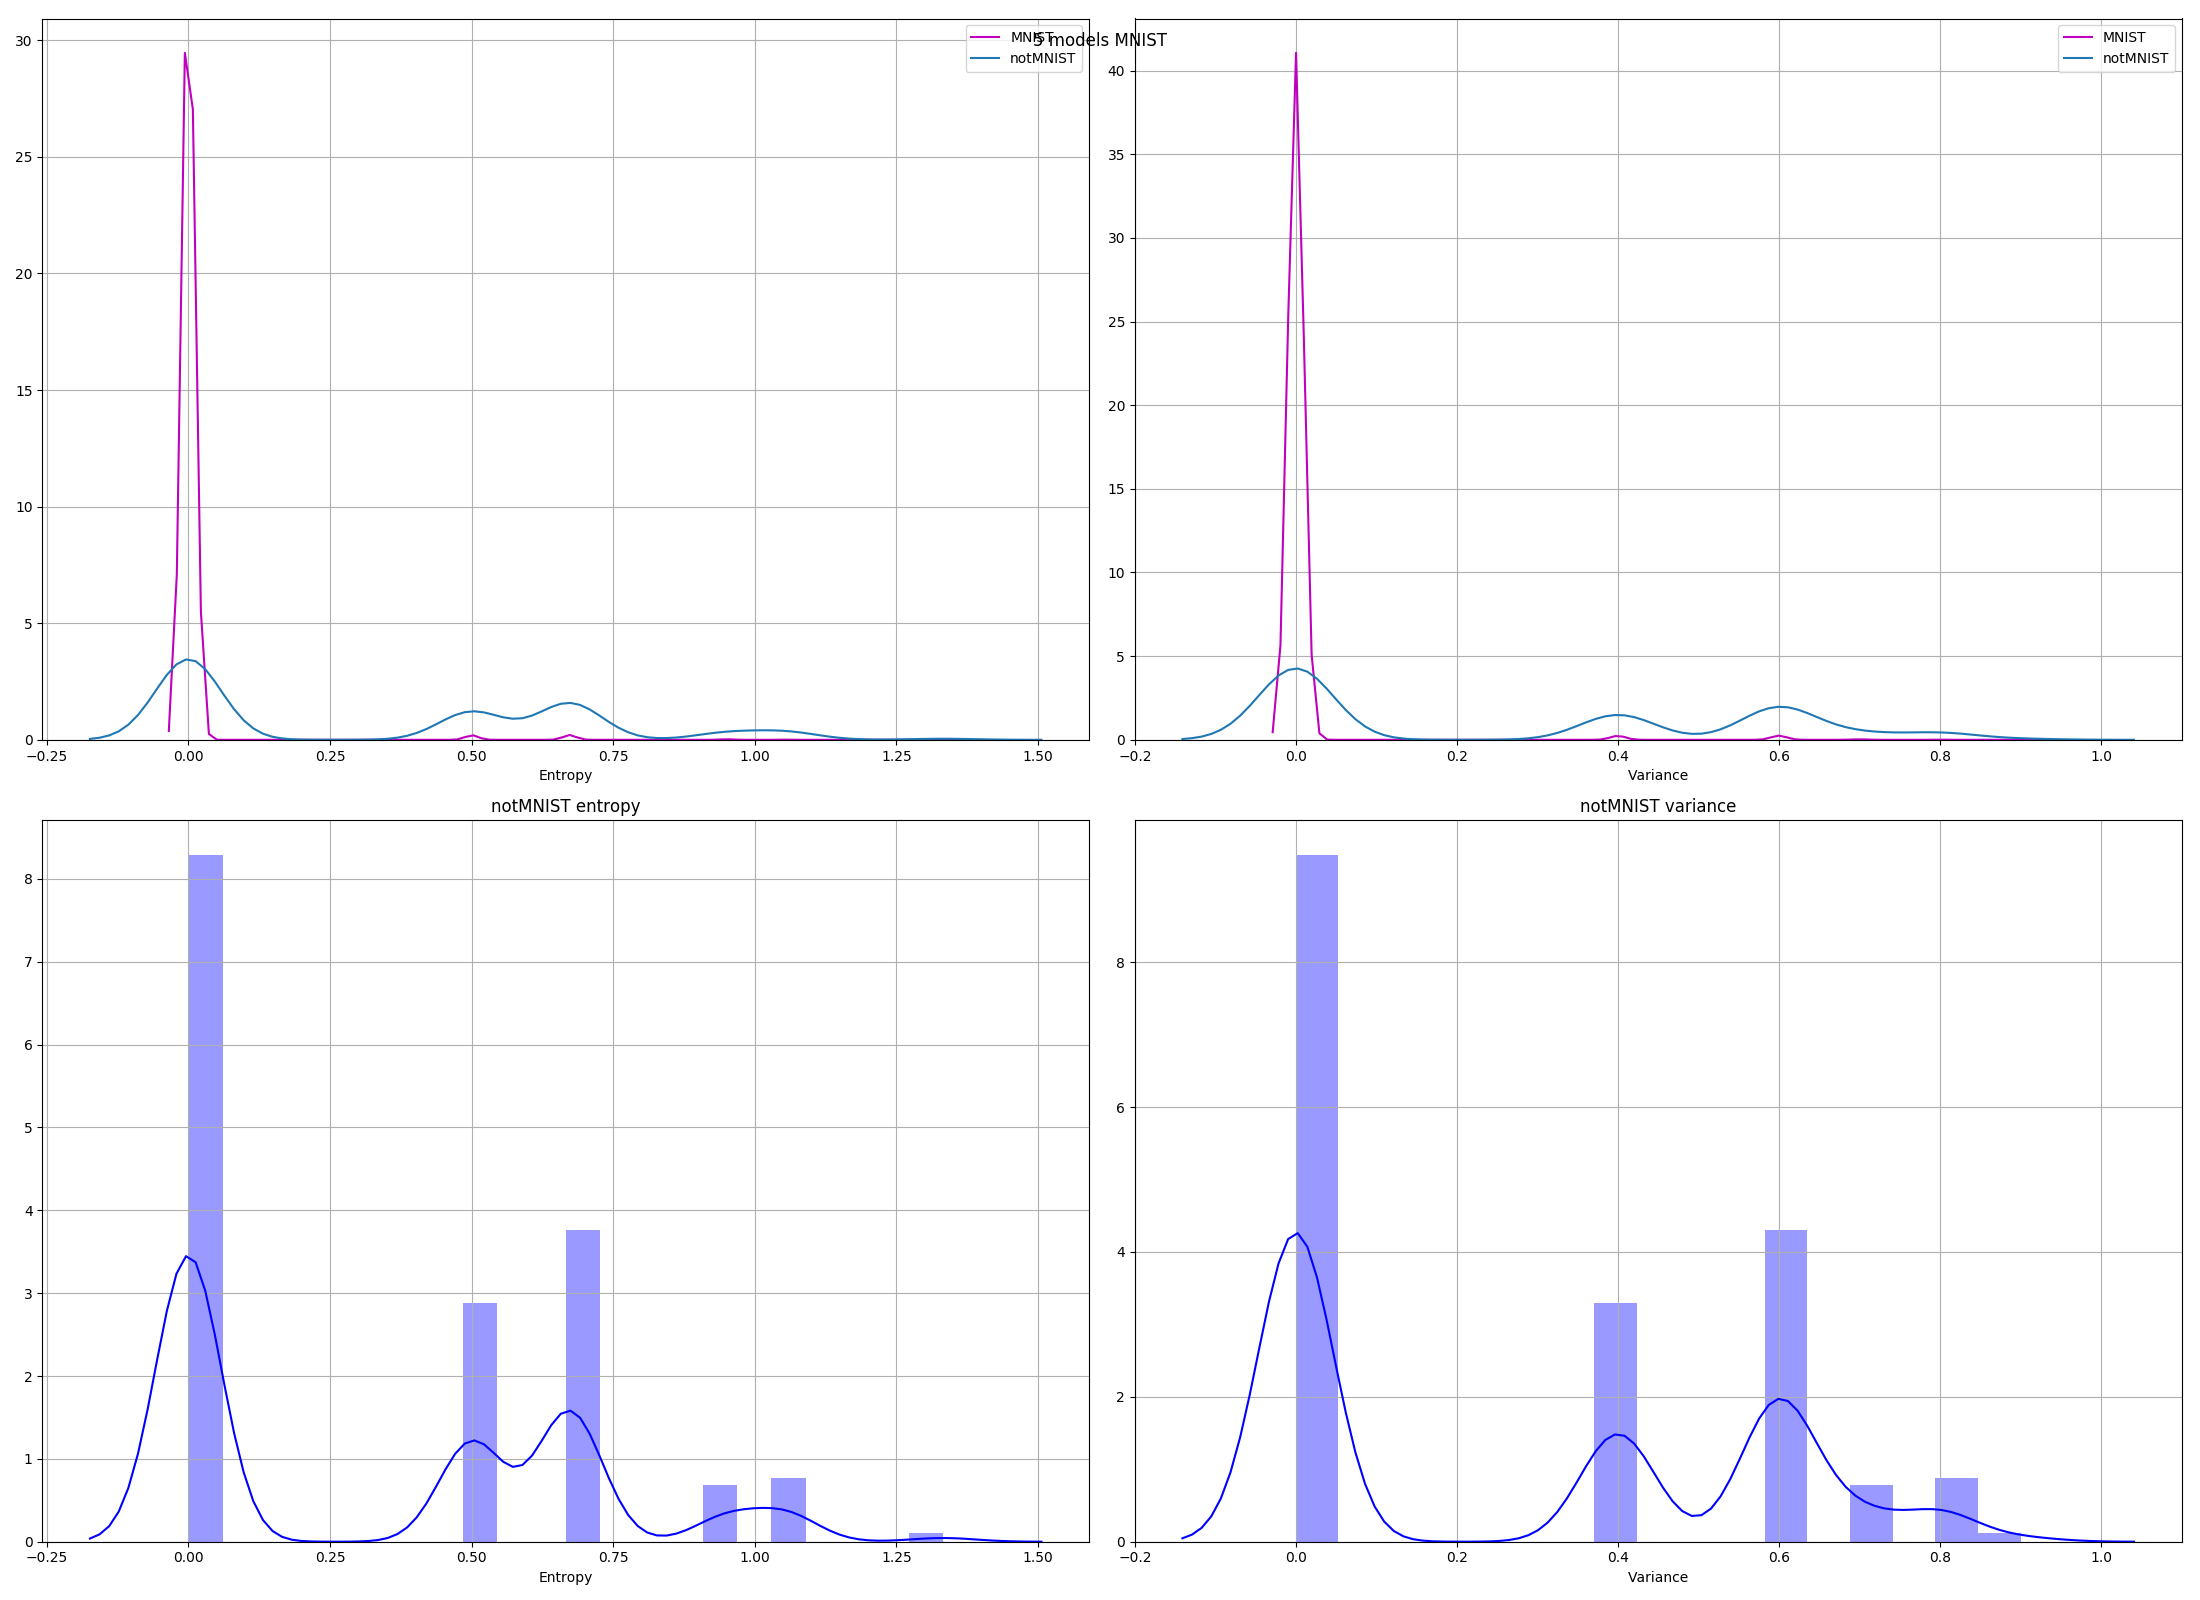 5 models MNIST
MNIST
notMNIST
30
25
20
15
10
5
0
−0.25 0.00 0.25 0.50 0.75 1.00 1.25 1.50
Entropy
MNIST
notMNIST
40
35
30
25
20
15
10
5
0
−0.2 0.0 0.2 0.4 0.6 0.8 1.0
Variance
notMNIST entropy
8
7
6
5
4
3
2
1
0
−0.25 0.00 0.25 0.50 0.75 1.00 1.25 1.50
Entropy
notMNIST variance
8
6
4
2
0
−0.2 0.0 0.2 0.4 0.6 0.8 1.0
Variance